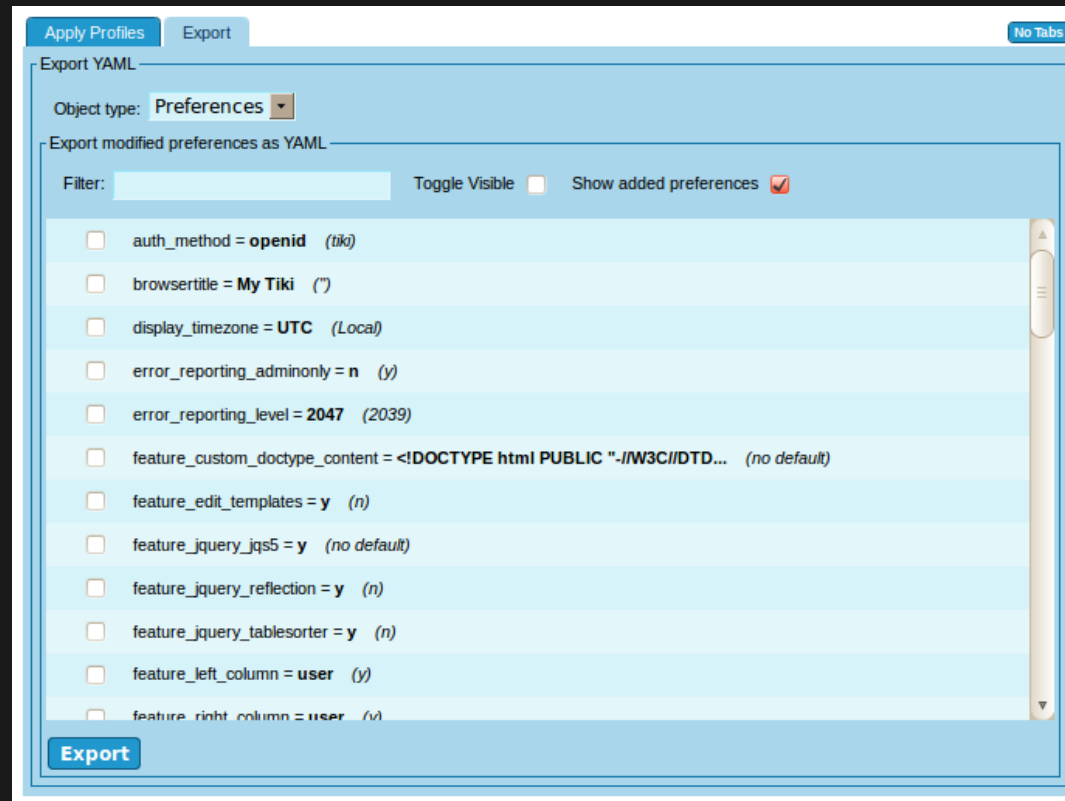 Apply Profiles Export No Tabs
Export YAML
Object type: Preferences
Export modified preferences as YAML
Filter: Toggle Visible Show added preferences
auth_method = openid (tiki)
browsertitle = My Tiki ('')
display_timezone = UTC (Local)
error_reporting_adminonly = n (y)
error_reporting_level = 2047 (2039)
feature_custom_doctype_content = <!DOCTYPE html PUBLIC "-//W3C//DTD... (no default)
feature_edit_templates = y (n)
feature_jquery_jqs5 = y (no default)
feature_jquery_reflection = y (n)
feature_jquery_tablesorter = y (n)
feature_left_column = user (y)
feature_right_column = user (y)
Export